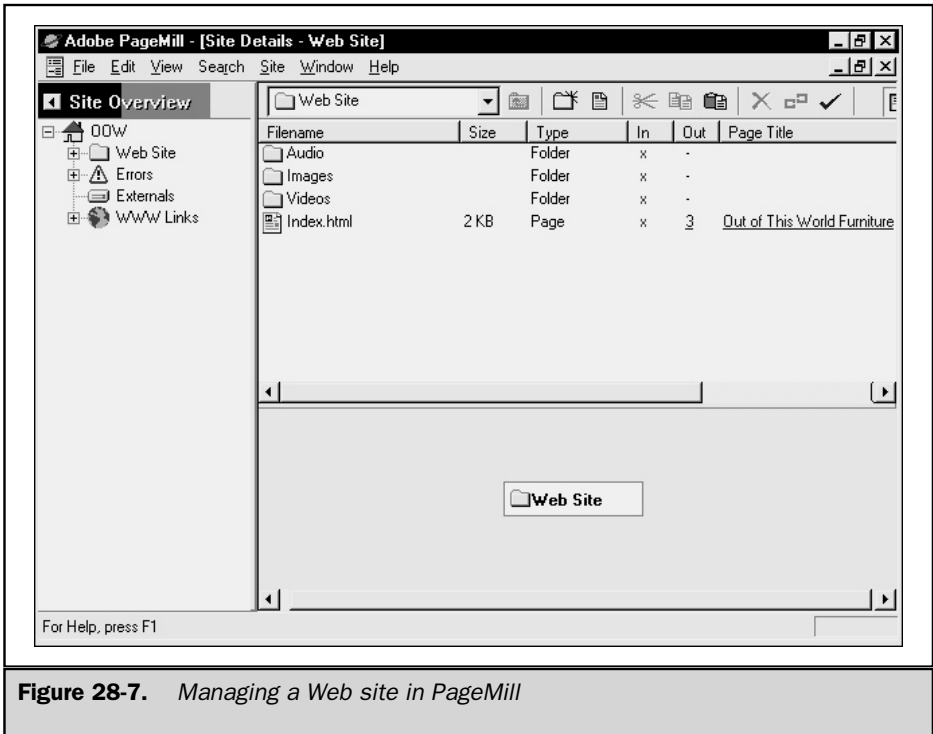 Adobe PageMill - [Site Details - Web Site]
File Edit View Search Site Window Help
Site Overview
Web Site
OOW
Web Site
Errors
Externals
WWW Links
Filename Size Type In Out Page Title
Audio Folder x -
Images Folder x -
Videos Folder x -
Index.html 2 KB Page x 3 Out of This World Furniture
Web Site
For Help, press F1
Figure 28-7. Managing a Web site in PageMill